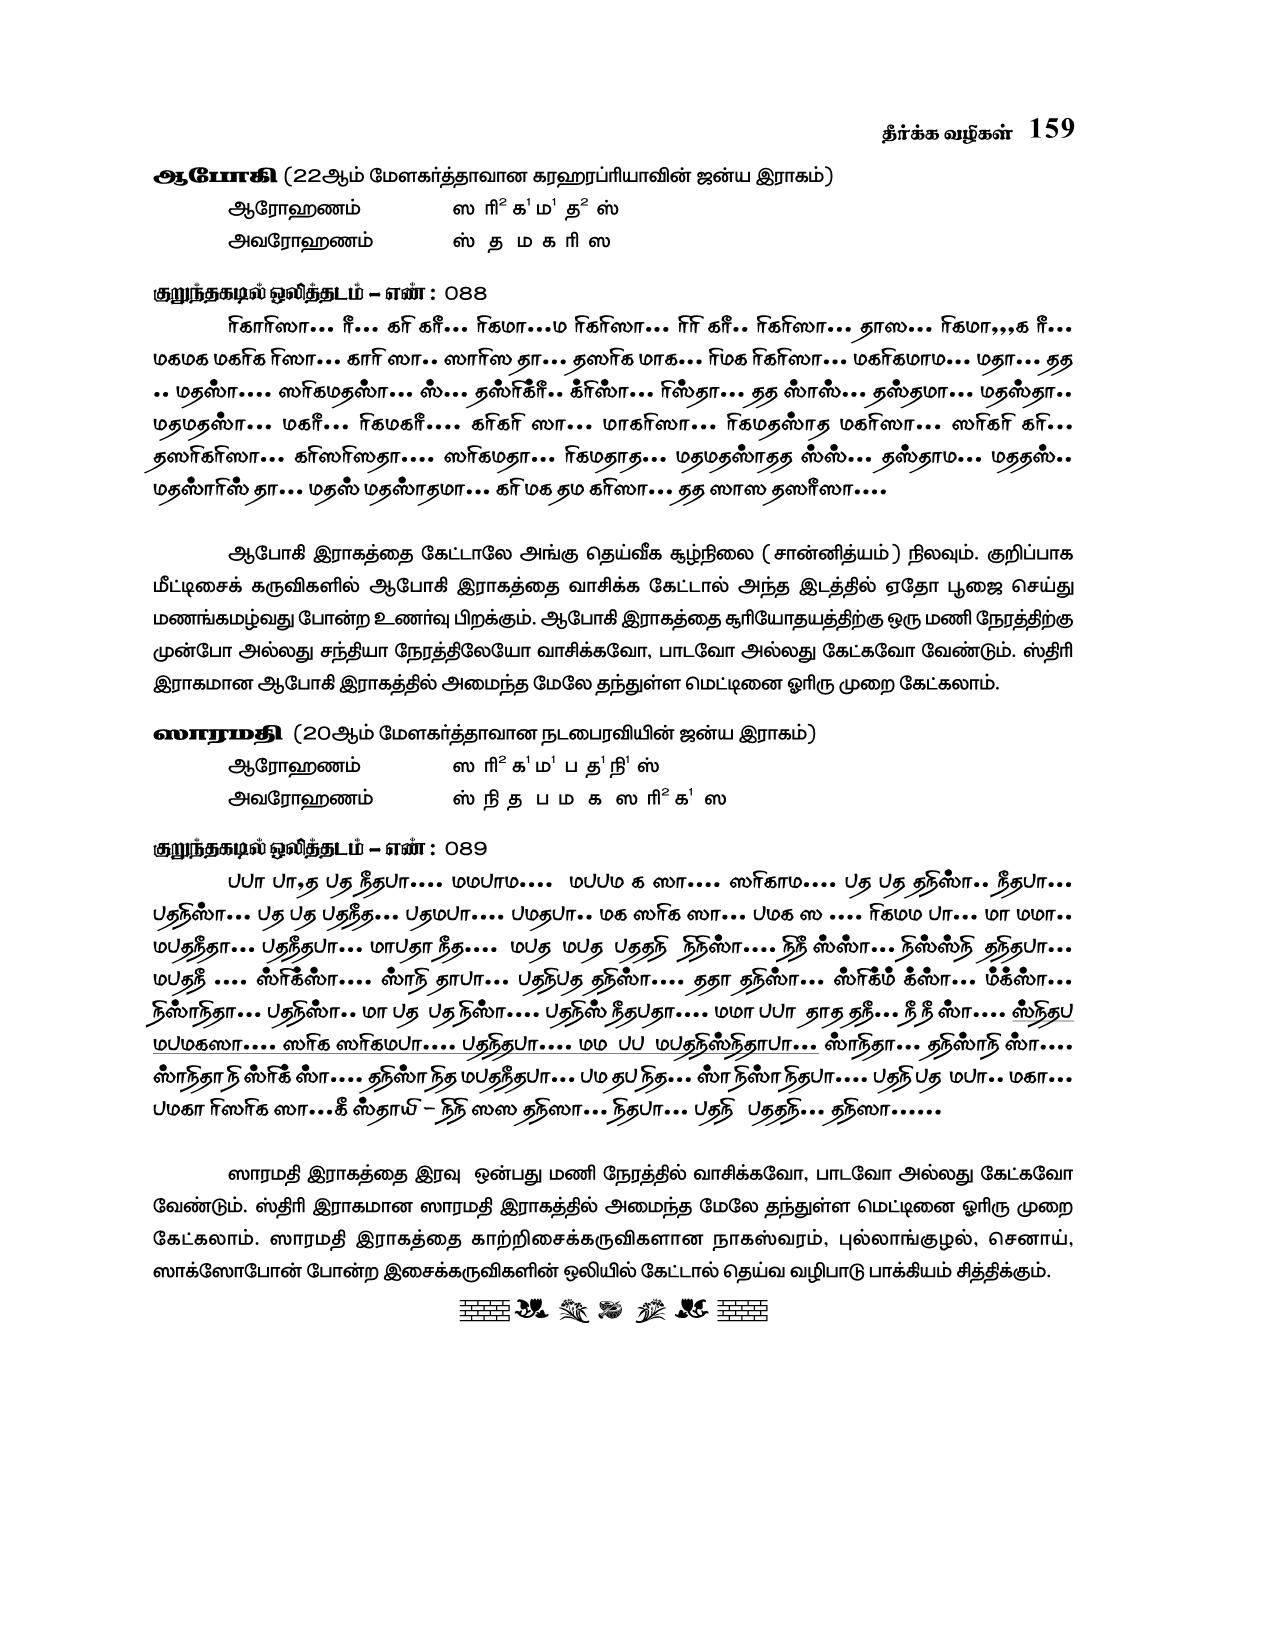 தீர்க்க வழிகள் 159
ஆபோகி (22ஆம் மேளகர்த்தாவான கரஹரப்ரியாவின் ஜன்ய இராகம்)
ஆரோஹணம் ஸ ரி² க¹ ம¹ த² ஸ்
அவரோஹணம் ஸ் த ம க ரி ஸ
குறுந்தகடில் ஒலித்தடம் – எண் : 088
ரிகாரிஸா... ரீ... கரி கரீ... ரிகமா...ம ரிகரிஸா... ரிரி கரீ.. ரிகரிஸா... தாஸ... ரிகமா,,,க ரீ...
மகமக மகரிக ரிஸா... காரி ஸா.. ஸாரிஸ தா... தஸரிக மாக... ரிமக ரிகரிஸா... மகரிகமாம... மதா... தத
.. மதஸ்ா.... ஸரிகமதஸ்ா... ஸ்... தஸ்ரிக்ரீ.. க்ரிஸ்ா... ரிஸ்தா... தத ஸ்ாஸ்... தஸ்தமா... மதஸ்தா..
மதமதஸ்ா... மகரீ... ரிகமகரீ.... கரிகரி ஸா... மாகரிஸா... ரிகமதஸ்ாத மகரிஸா... ஸரிகரி கரி...
தஸரிகரிஸா... கரிஸரிஸதா.... ஸரிகமதா... ரிகமதாத... மதமதஸ்ாதத ஸ்ஸ்... தஸ்தாம... மததஸ்..
மதஸ்ாரிஸ் தா... மதஸ் மதஸ்ாதமா... கரி மக தம கரிஸா... தத ஸாஸ தஸரீஸா....
ஆபோகி இராகத்தை கேட்டாலே அங்கு தெய்வீக சூழ்நிலை (சான்னித்யம்) நிலவும். குறிப்பாக
மீட்டிசைக் கருவிகளில் ஆபோகி இராகத்தை வாசிக்க கேட்டால் அந்த இடத்தில் ஏதோ பூஜை செய்து
மணங்கமழ்வது போன்ற உணர்வு பிறக்கும். ஆபோகி இராகத்தை சூரியோதயத்திற்கு ஒரு மணி நேரத்திற்கு
முன்போ அல்லது சந்தியா நேரத்திலேயோ வாசிக்கவோ, பாடவோ அல்லது கேட்கவோ வேண்டும். ஸ்திரி
இராகமான ஆபோகி இராகத்தில் அமைந்த மேலே தந்துள்ள மெட்டினை ஓரிரு முறை கேட்கலாம்.
ஸாரமதி (20ஆம் மேளகர்த்தாவான நடபைரவியின் ஜன்ய இராகம்)
ஆரோஹணம் ஸ ரி² க¹ ம¹ ப த¹ நி¹ ஸ்
அவரோஹணம் ஸ் நி த ப ம க ஸ ரி² க¹ ஸ
குறுந்தகடில் ஒலித்தடம் – எண் : 089
பபா பா,த பத நீதபா.... மமபாம.... மபபம க ஸா.... ஸரிகாம.... பத பத தநிஸ்ா.. நீதபா...
பதநிஸ்ா... பத பத பதநீத... பதமபா.... பமதபா.. மக ஸரிக ஸா... பமக ஸ .... ரிகமம பா... மா மமா..
மபதநீதா... பதநீதபா... மாபதா நீத.... மபத மபத பததநி நிநிஸ்ா.... நிநீ ஸ்ஸ்ா... நிஸ்ஸ்நி தநிதபா...
மபதநீ .... ஸ்ரிக்ஸ்ா.... ஸ்ாநி தாபா... பதநிபத தநிஸ்ா.... ததா தநிஸ்ா... ஸ்ரிக்ம் க்ஸ்ா... ம்க்ஸ்ா...
நிஸ்ாநிதா... பதநிஸ்ா.. மா பத பத நிஸ்ா.... பதநிஸ் நீதபதா.... மமா பபா தாத தநீ... நீ நீ ஸ்ா.... ஸ்நிதப
மபமகஸா.... ஸரிக ஸரிகமபா.... பதநிதபா.... மம பப மபதநிஸ்நிதாபா... ஸ்ாநிதா... தநிஸ்ாநி ஸ்ா....
ஸ்ாநிதா நி ஸ்ரிக் ஸ்ா.... தநிஸ்ா நித மபதநீதபா... பம தப நித... ஸ்ா நிஸ்ா நிதபா.... பதநி பத மபா.. மகா...
பமகா ரிஸரிக ஸா...கீ ஸ்தாயி – நிநி ஸஸ தநிஸா... நிதபா... பதநி பததநி... தநிஸா......
ஸாரமதி இராகத்தை இரவு ஒன்பது மணி நேரத்தில் வாசிக்கவோ, பாடவோ அல்லது கேட்கவோ
வேண்டும். ஸ்திரி இராகமான ஸாரமதி இராகத்தில் அமைந்த மேலே தந்துள்ள மெட்டினை ஓரிரு முறை
கேட்கலாம். ஸாரமதி இராகத்தை காற்றிசைக்கருவிகளான நாகஸ்வரம், புல்லாங்குழல், செனாய்,
ஸாக்ஸோபோன் போன்ற இசைக்கருவிகளின் ஒலியில் கேட்டால் தெய்வ வழிபாடு பாக்கியம் சித்திக்கும்.